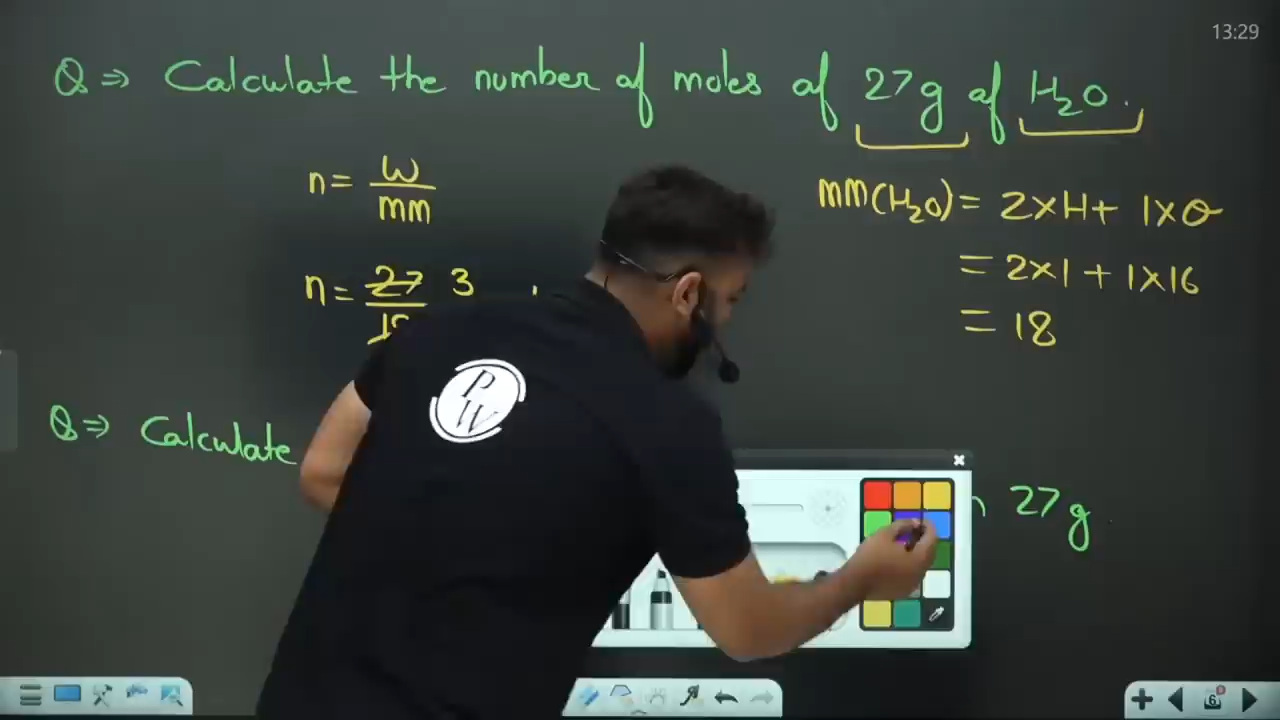 13:29
Q ⇒ Calculate the number of moles of 27g of H₂O.
n = W/MM
MM(H₂O) = 2×H + 1×O
= 2×1 + 1×16
n = 27 3
= 18
P
W
Q ⇒ Calculate 27g
6